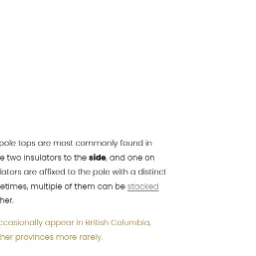 pole tops are most commonly found in
e two insulators to the side, and one on
lators are affixed to the pole with a distinct
etimes, multiple of them can be stacked
her.
ccasionally appear in British Columbia,
her provinces more rarely.